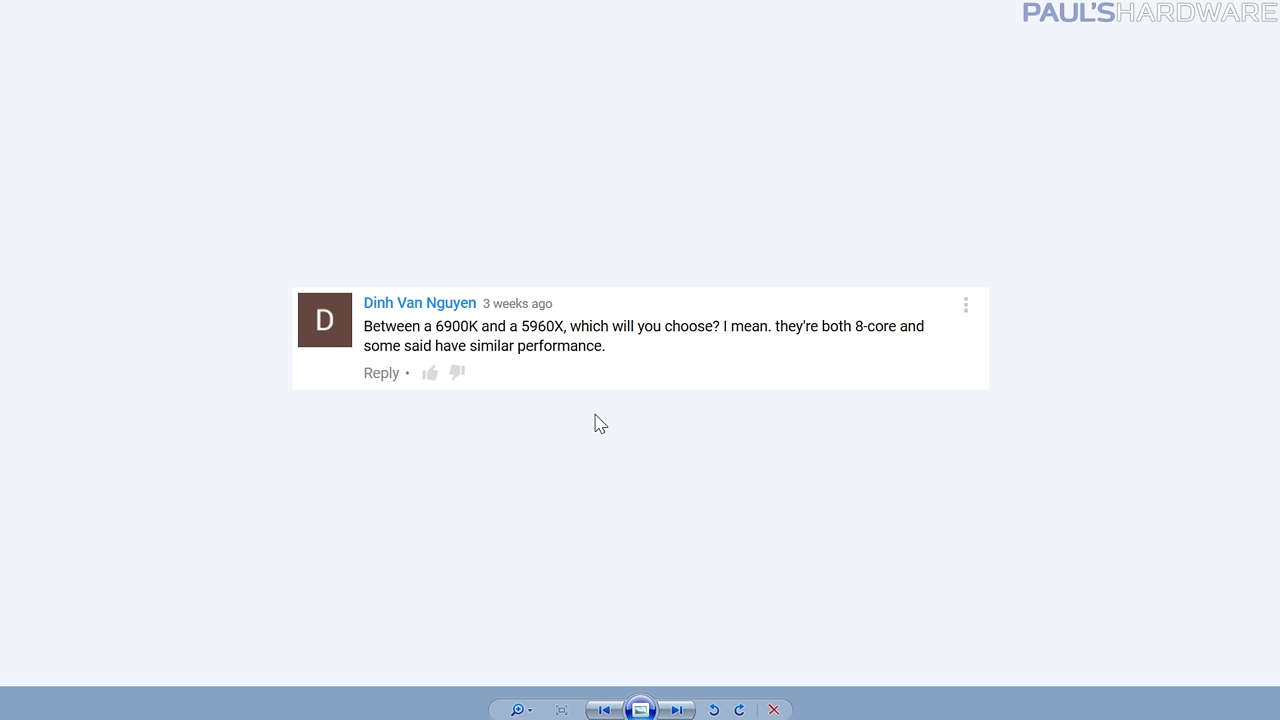 PAUL'SHARDWARE
D
Dinh Van Nguyen 3 weeks ago
Between a 6900K and a 5960X, which will you choose? I mean. they're both 8-core and
some said have similar performance.
Reply •